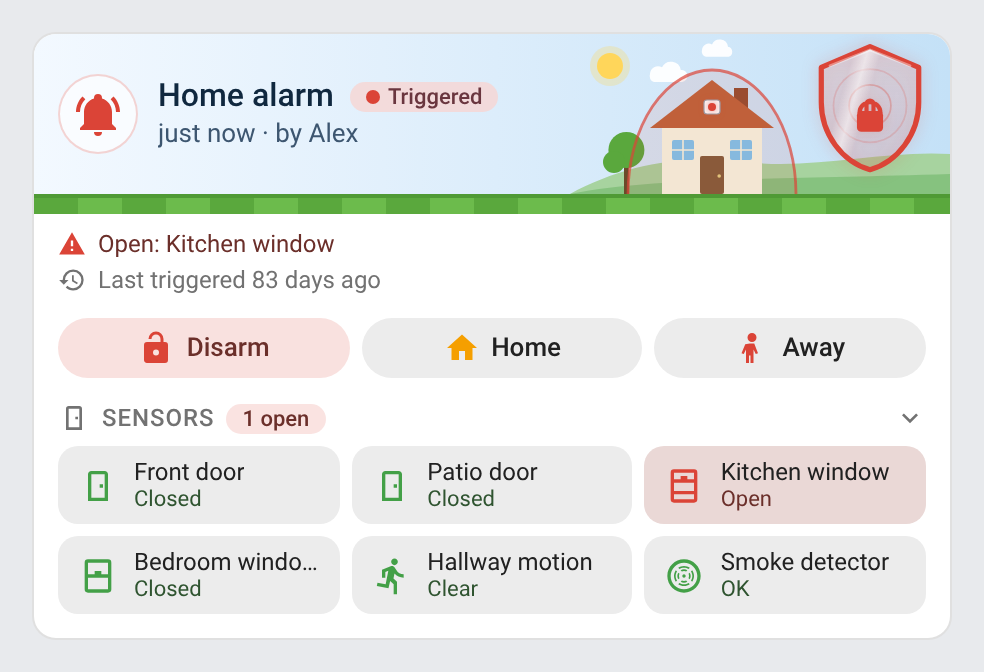 Home alarm
Triggered
just now · by Alex
Open: Kitchen window
Last triggered 83 days ago
Disarm
Home
Away
SENSORS
1 open
Front door
Closed
Patio door
Closed
Kitchen window
Open
Bedroom windo...
Closed
Hallway motion
Clear
Smoke detector
OK